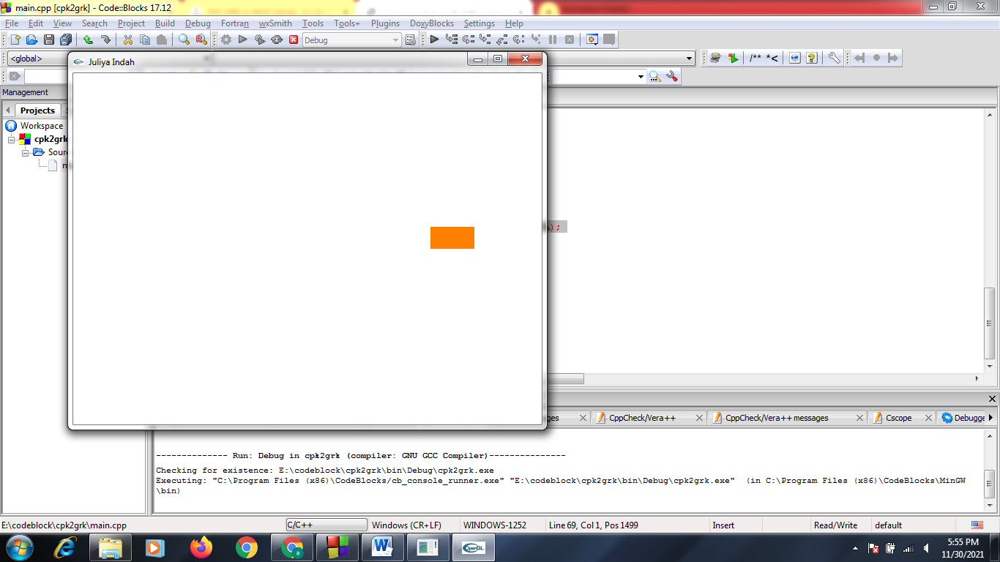 main.cpp [cpk2grk] - Code::Blocks 17.12
File Edit View Search Project Build Debug Fortran wxSmith Tools Tools+ Plugins DoxyBlocks Settings Help
Debug
<global>
/** *<
Juliya Indah
Management
Projects
Workspace
cpk2grk
Sour
);
CppCheck/Vera++ CppCheck/Vera++ messages Cscope Debugge
-------------- Run: Debug in cpk2grk (compiler: GNU GCC Compiler)---------------
Checking for existence: E:\codeblock\cpk2grk\bin\Debug\cpk2grk.exe
Executing: "C:\Program Files (x86)\CodeBlocks/cb_console_runner.exe" "E:\codeblock\cpk2grk\bin\Debug\cpk2grk.exe"  (in C:\Program Files (x86)\CodeBlocks\MinGW
\bin)
E:\codeblock\cpk2grk\main.cpp C/C++ Windows (CR+LF) WINDOWS-1252 Line 69, Col 1, Pos 1499 Insert Read/Write default
OpenGL
5:55 PM
11/30/2021